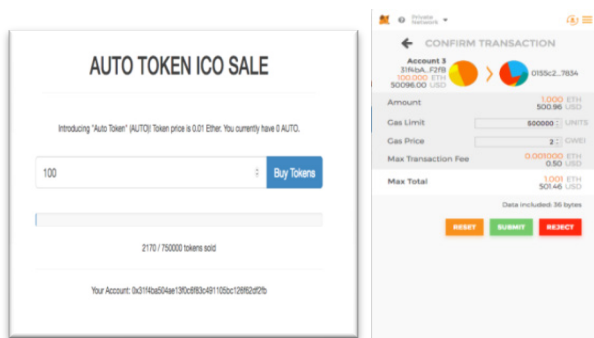 AUTO TOKEN ICO SALE
Introducing "Auto Token" (AUTO)! Token price is 0.01 Ether. You currently have 0 AUTO.
100
Buy Tokens
2170 / 750000 tokens sold
Your Account:
Private
Network
CONFIRM TRANSACTION
Account 3
31f4bA...F2fB
100.000 ETH
50096.00 USD
0155c2...7834
Amount
1.000 ETH
500.96 USD
Gas Limit
500000 UNITS
Gas Price
2 GWEI
Max Transaction Fee
0.001000 ETH
0.50 USD
Max Total
1.001 ETH
501.46 USD
Data included: 36 bytes
RESET
SUBMIT
REJECT